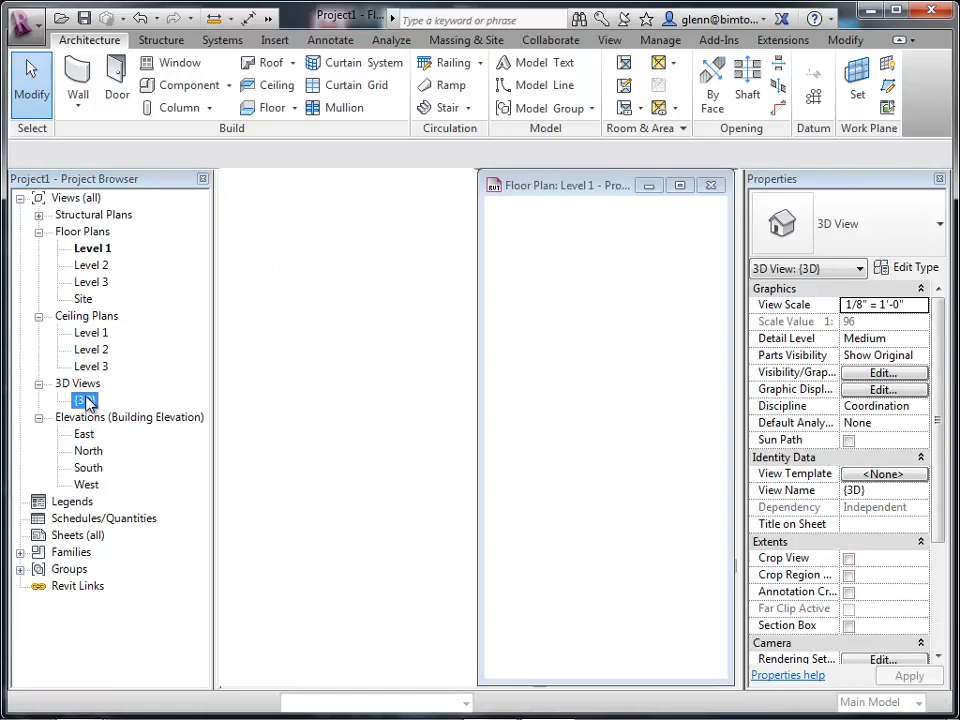 Project1 - Fl...
Type a keyword or phrase
glenn@bimto...
Architecture
Structure
Systems
Insert
Annotate
Analyze
Massing & Site
Collaborate
View
Manage
Add-Ins
Extensions
Modify
Modify
Wall
Door
Window
Component
Column
Roof
Ceiling
Floor
Curtain System
Curtain Grid
Mullion
Railing
Ramp
Stair
Model Text
Model Line
Model Group
By
Face
Shaft
Set
Select
Build
Circulation
Model
Room & Area
Opening
Datum
Work Plane
Project1 - Project Browser
Views (all)
Structural Plans
Floor Plans
Level 1
Level 2
Level 3
Site
Ceiling Plans
Level 1
Level 2
Level 3
3D Views
Elevations (Building Elevation)
East
North
South
West
Legends
Schedules/Quantities
Sheets (all)
Families
Groups
Revit Links
RVT
Floor Plan: Level 1 - Pro...
Properties
3D View
3D View: {3D}
Edit Type
Graphics
View Scale 1/8" = 1'-0"
Scale Value 1: 96
Detail Level Medium
Parts Visibility Show Original
Visibility/Grap... Edit...
Graphic Displ... Edit...
Discipline Coordination
Default Analy... None
Sun Path
Identity Data
View Template <None>
View Name {3D}
Dependency Independent
Title on Sheet
Extents
Crop View
Crop Region ...
Annotation Cr...
Far Clip Active
Section Box
Camera
Rendering Set... Edit...
Properties help
Apply
Main Model